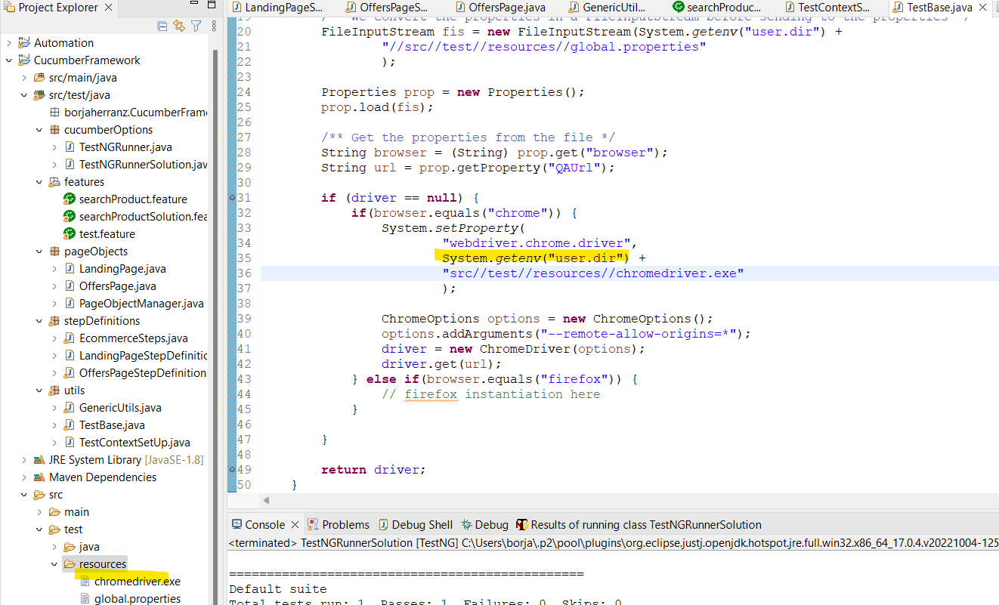 Project Explorer
Automation
CucumberFramework
src/main/java
src/test/java
borjaherranz.CucumberFrame
cucumberOptions
TestNGRunner.java
TestNGRunnerSolution.jav
features
searchProduct.feature
searchProductSolution.fea
test.feature
pageObjects
LandingPage.java
OffersPage.java
PageObjectManager.java
stepDefinitions
EcommerceSteps.java
LandingPageStepDefinitio
OffersPageStepDefinition
utils
GenericUtils.java
TestBase.java
TestContextSetUp.java
JRE System Library [JavaSE-1.8]
Maven Dependencies
src
main
test
java
resources
chromedriver.exe
global.properties
LandingPageS... OffersPageS... OffersPage.java GenericUtil... searchProduc... TestContextS... TestBase.java
19 /** We convert the properties in a FileInputStream before sending to the properties */
20 FileInputStream fis = new FileInputStream(System.getenv("user.dir") +
21 "//src//test//resources//global.properties"
22 );
23
24 Properties prop = new Properties();
25 prop.load(fis);
26
27 /** Get the properties from the file */
28 String browser = (String) prop.get("browser");
29 String url = prop.getProperty("QAUrl");
30
31 if (driver == null) {
32 if(browser.equals("chrome")) {
33 System.setProperty(
34 "webdriver.chrome.driver",
35 System.getenv("user.dir") +
36 "src//test//resources//chromedriver.exe"
37 );
38
39 ChromeOptions options = new ChromeOptions();
40 options.addArguments("--remote-allow-origins=*");
41 driver = new ChromeDriver(options);
42 driver.get(url);
43 } else if(browser.equals("firefox")) {
44 // firefox instantiation here
45 }
46
47 }
48
49 return driver;
50 }
Console Problems Debug Shell Debug Results of running class TestNGRunnerSolution
<terminated> TestNGRunnerSolution [TestNG] C:\Users\borja\.p2\pool\plugins\org.eclipse.justj.openjdk.hotspot.jre.full.win32.x86_64_17.0.4.v20221004-125
===============================================
Default suite
Total tests run: 1, Passes: 1, Failures: 0, Skips: 0